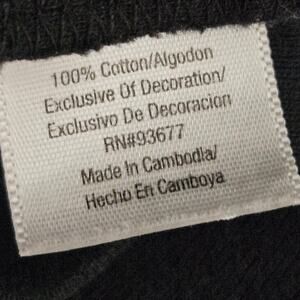 100% Cotton/Algodon
Exclusive Of Decoration/
Exclusivo De Decoracion
RN#93677
Made In Cambodia/
Hecho En Camboya